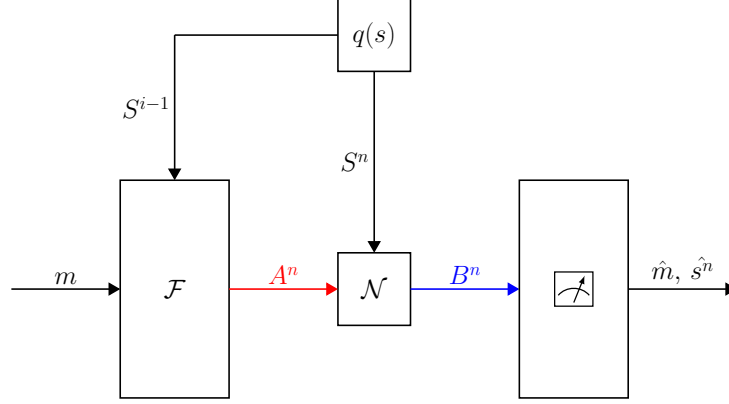 q(s)
S^{i−1}
S^n
m
𝓕
A^n
𝓝
B^n
m̂, ŝ^n